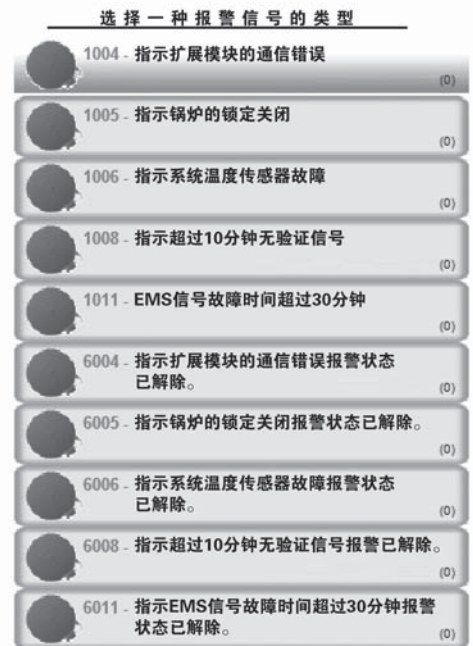 选择一种报警信号的类型
1004 - 指示扩展模块的通信错误
(0)
1005 - 指示锅炉的锁定关闭
(0)
1006 - 指示系统温度传感器故障
(0)
1008 - 指示超过10分钟无验证信号
(0)
1011 - EMS信号故障时间超过30分钟
(0)
6004 - 指示扩展模块的通信错误报警状态
已解除。
(0)
6005 - 指示锅炉的锁定关闭报警状态已解除。
(0)
6006 - 指示系统温度传感器故障报警状态
已解除。
(0)
6008 - 指示超过10分钟无验证信号报警已解除。
(0)
6011 - 指示EMS信号故障时间超过30分钟报警
状态已解除。
(0)